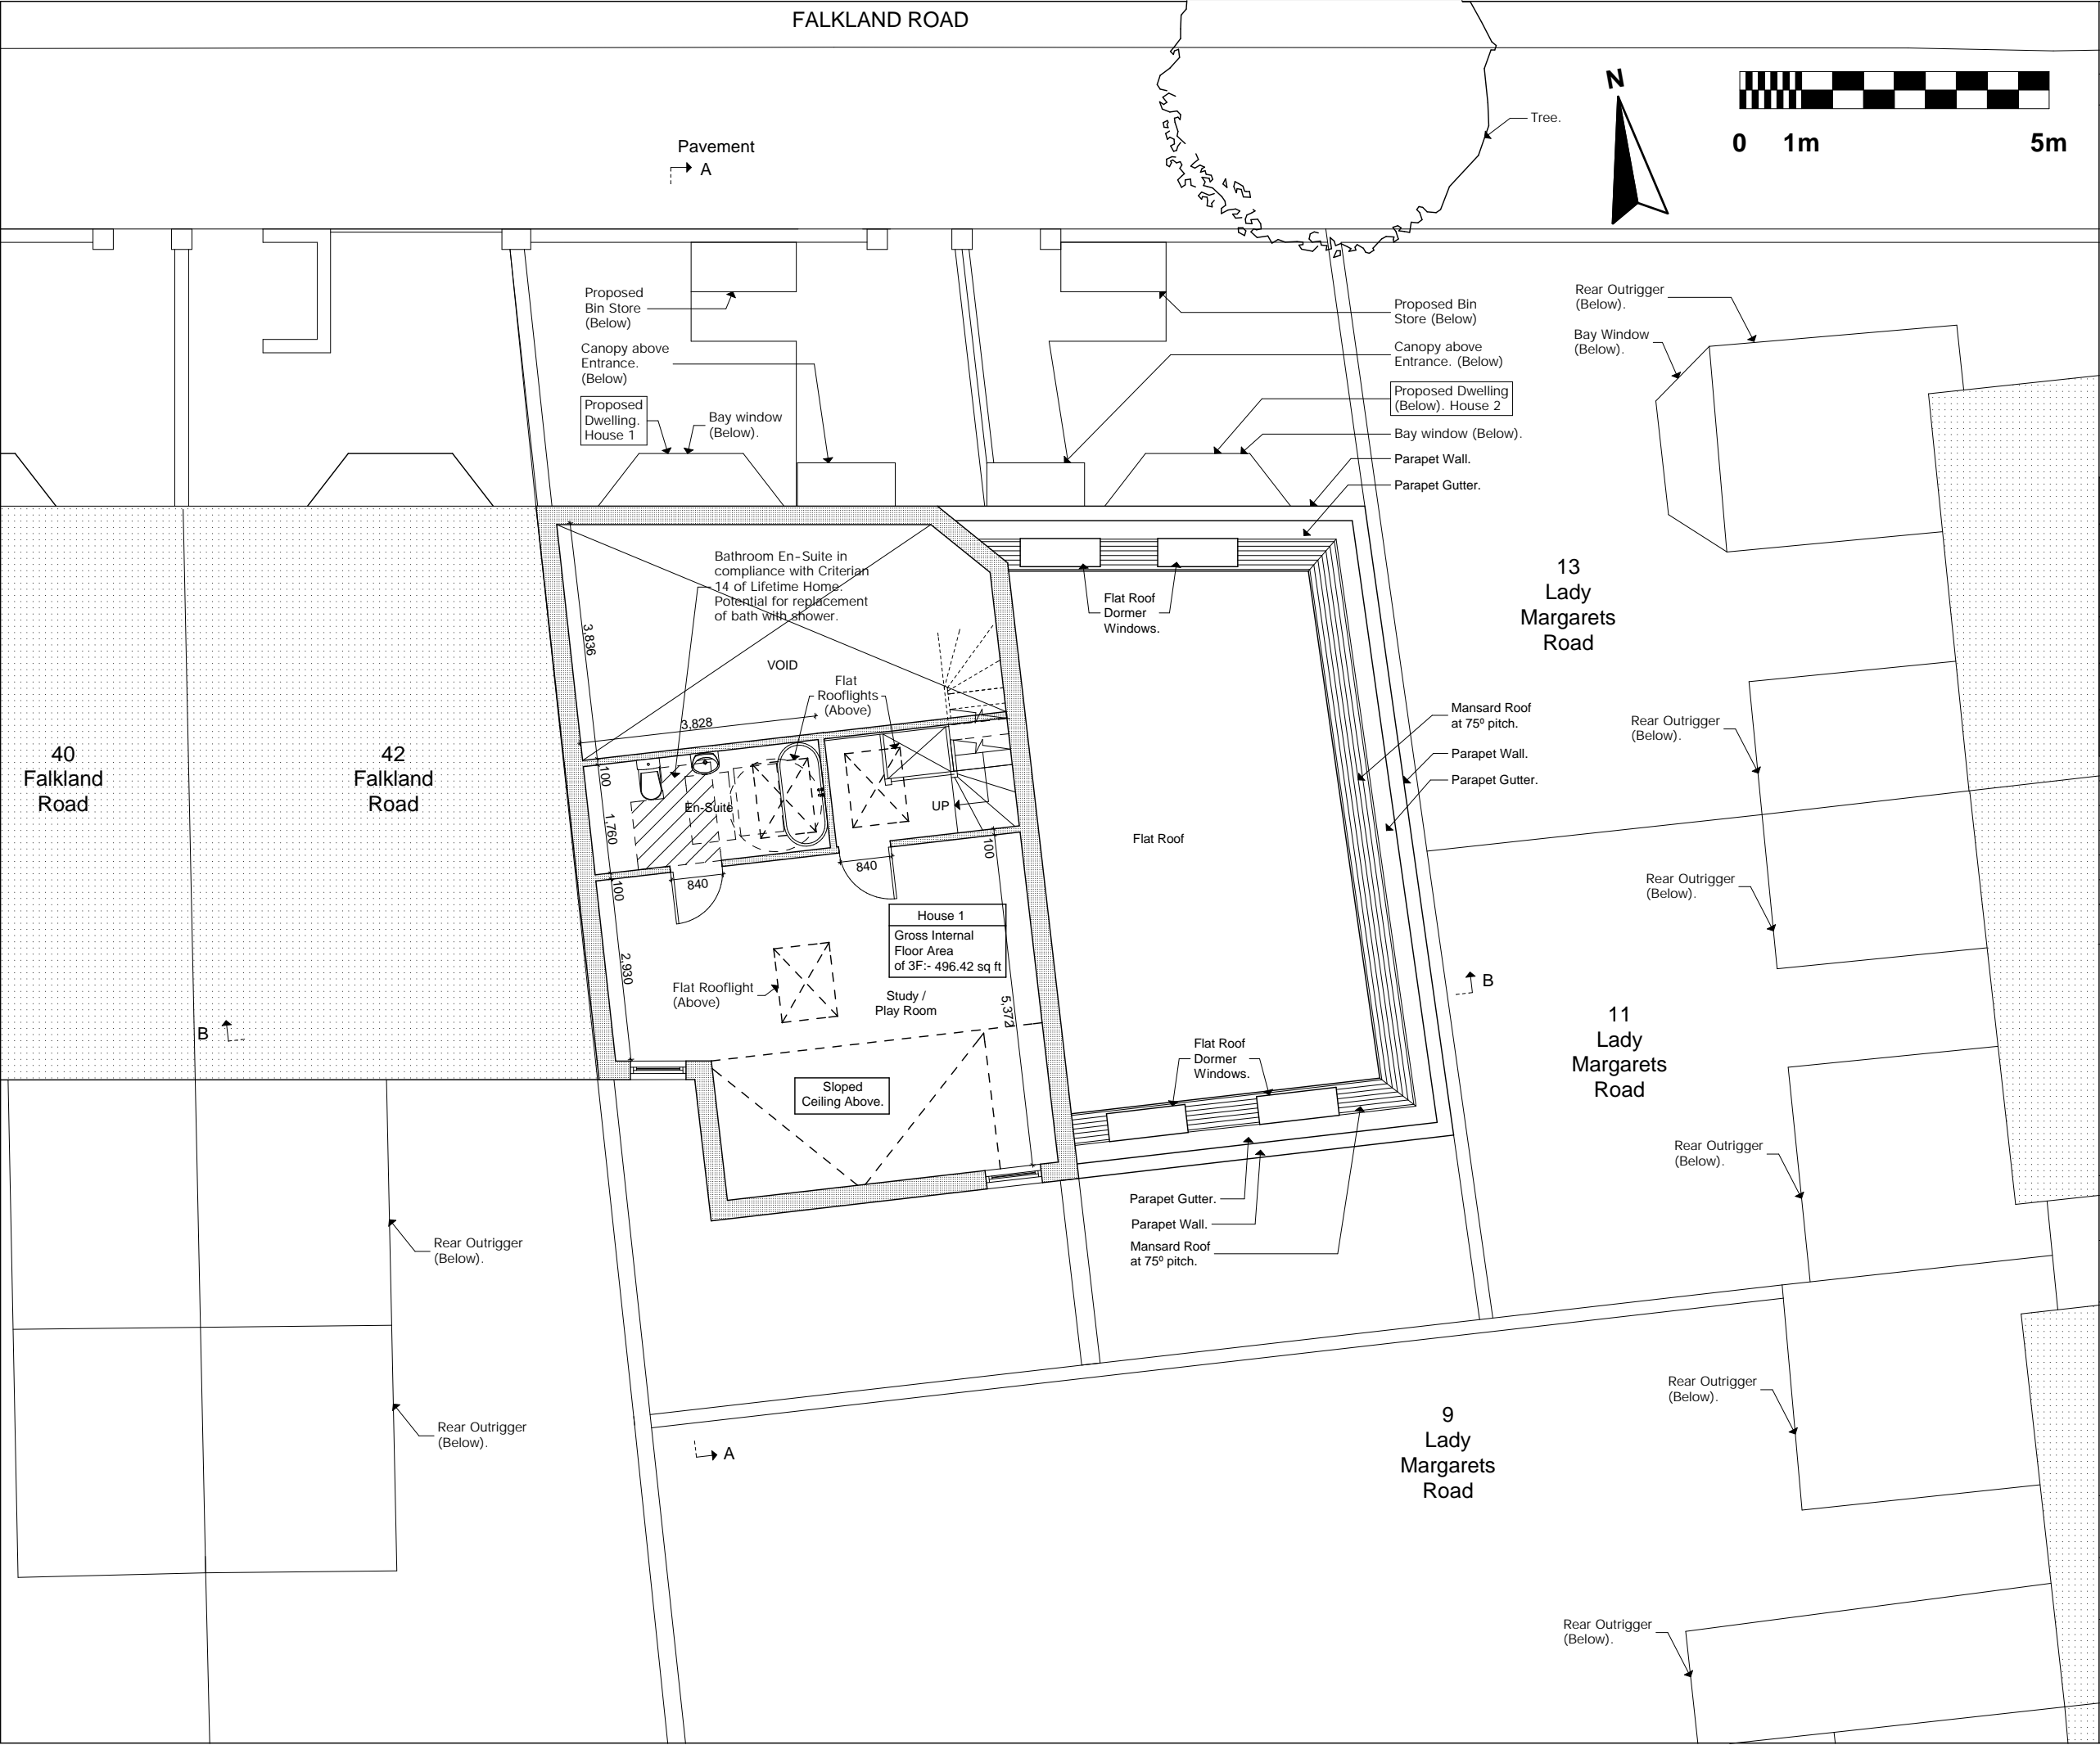 FALKLAND ROAD
N
0 1m 5m
Tree.
Pavement
A
Proposed
Bin Store
(Below)
Canopy above
Entrance.
(Below)
Proposed
Dwelling.
House 1
Bay window
(Below).
Proposed Bin
Store (Below)
Canopy above
Entrance. (Below)
Proposed Dwelling
(Below). House 2
Bay window (Below).
Parapet Wall.
Parapet Gutter.
Rear Outrigger
(Below).
Bay Window
(Below).
Bathroom En-Suite in
compliance with Criterian
14 of Lifetime Home.
Potential for replacement
of bath with shower.
3,836
VOID
Flat
Rooflights
(Above)
3,828
Flat Roof
Dormer
Windows.
13
Lady
Margarets
Road
Mansard Roof
at 75º pitch.
Parapet Wall.
Parapet Gutter.
Rear Outrigger
(Below).
40
Falkland
Road
42
Falkland
Road
100
1,760
En-Suite
UP
100
840
840
100
Flat Roof
Rear Outrigger
(Below).
House 1
Gross Internal
Floor Area
of 3F:- 496.42 sq ft
2,930
Flat Rooflight
(Above)
Study /
Play Room
5,372
B
B
11
Lady
Margarets
Road
Flat Roof
Dormer
Windows.
Sloped
Ceiling Above.
Rear Outrigger
(Below).
Parapet Gutter.
Parapet Wall.
Mansard Roof
at 75º pitch.
Rear Outrigger
(Below).
Rear Outrigger
(Below).
A
9
Lady
Margarets
Road
Rear Outrigger
(Below).
Rear Outrigger
(Below).